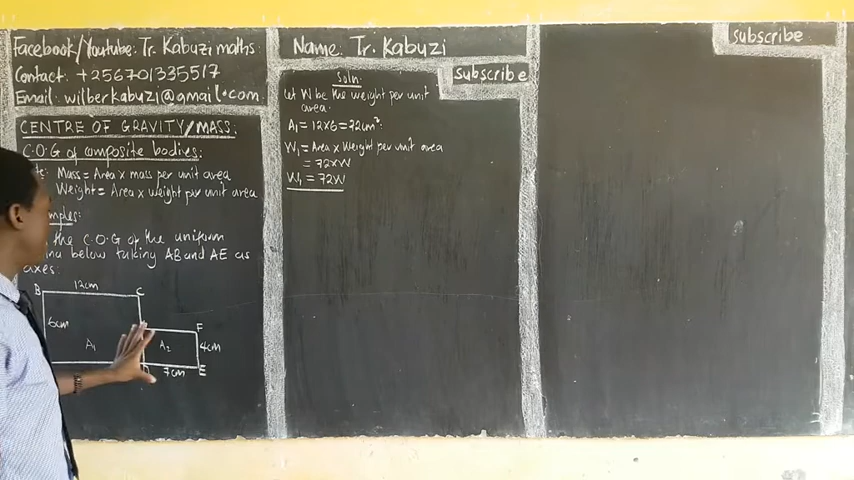 Facebook/Youtube: Tr. Kabuzi maths
Contact: +256701335517
Email: wilberkabuzi@gmail.com
CENTRE OF GRAVITY/MASS:
C.O.G of composite bodies:
Mass = Area x mass per unit area
Weight = Area x weight per unit area
the C.O.G of the uniform
below taking AB and AE as
axes:
B 12cm C
6cm
F
A1 A2 4cm
7cm E
Name: Tr. Kabuzi
subscribe
Soln:
Let W be the weight per unit
area.
A1 = 12x6 = 72cm²:
W1 = Area x Weight per unit area
= 72xW
W1 = 72W
subscribe